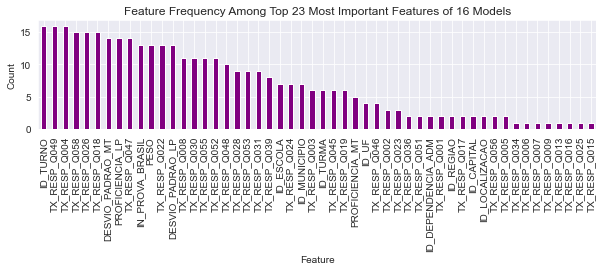 Feature Frequency Among Top 23 Most Important Features of 16 Models
Count
15
10
5
0
ID_TURNO
TX_RESP_Q049
TX_RESP_Q004
TX_RESP_Q058
TX_RESP_Q026
TX_RESP_Q018
DESVIO_PADRAO_MT
PROFICIENCIA_LP
TX_RESP_Q047
IN_PROVA_BRASIL
PESO
TX_RESP_Q022
DESVIO_PADRAO_LP
TX_RESP_Q008
TX_RESP_Q030
TX_RESP_Q055
TX_RESP_Q052
TX_RESP_Q048
TX_RESP_Q028
TX_RESP_Q053
TX_RESP_Q031
TX_RESP_Q039
ID_ESCOLA
TX_RESP_Q024
ID_MUNICIPIO
TX_RESP_Q003
ID_TURMA
TX_RESP_Q045
TX_RESP_Q019
PROFICIENCIA_MT
ID_UF
TX_RESP_Q046
TX_RESP_Q002
TX_RESP_Q023
TX_RESP_Q036
TX_RESP_Q051
ID_DEPENDENCIA_ADM
TX_RESP_Q001
ID_REGIAO
TX_RESP_Q017
ID_CAPITAL
ID_LOCALIZACAO
TX_RESP_Q056
TX_RESP_Q005
TX_RESP_Q034
TX_RESP_Q006
TX_RESP_Q007
TX_RESP_Q009
TX_RESP_Q013
TX_RESP_Q016
TX_RESP_Q025
TX_RESP_Q015
Feature